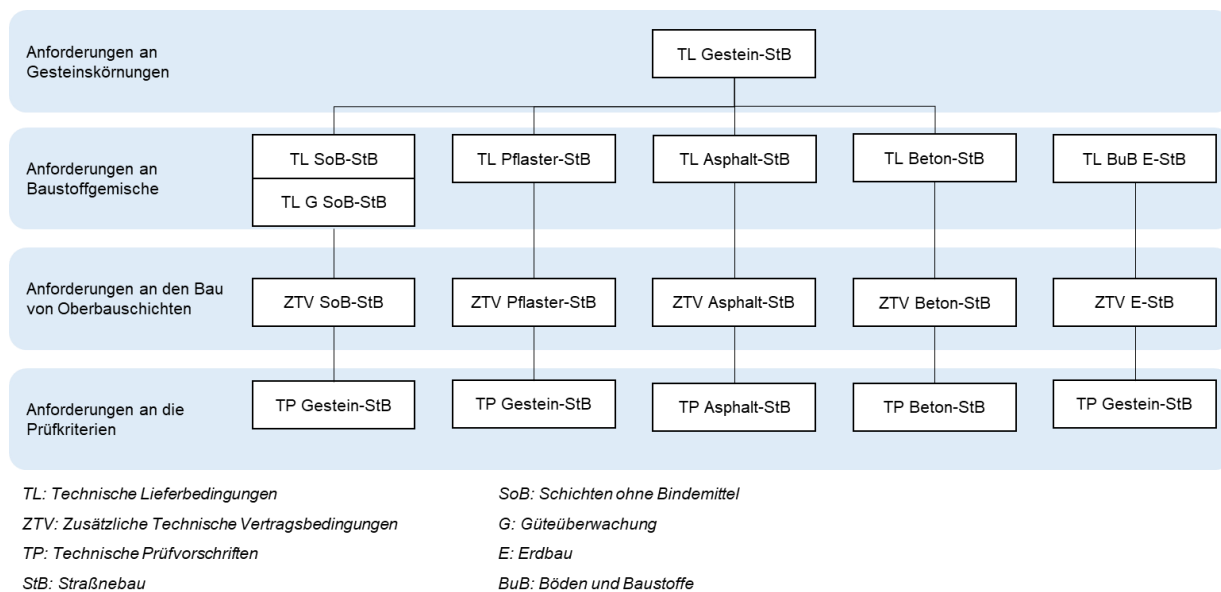 Anforderungen an
Gesteinskörnungen
TL Gestein-StB
Anforderungen an
Baustoffgemische
TL SoB-StB
TL G SoB-StB
TL Pflaster-StB
TL Asphalt-StB
TL Beton-StB
TL BuB E-StB
Anforderungen an den Bau
von Oberbauschichten
ZTV SoB-StB
ZTV Pflaster-StB
ZTV Asphalt-StB
ZTV Beton-StB
ZTV E-StB
Anforderungen an die
Prüfkriterien
TP Gestein-StB
TP Gestein-StB
TP Asphalt-StB
TP Beton-StB
TP Gestein-StB
TL: Technische Lieferbedingungen
ZTV: Zusätzliche Technische Vertragsbedingungen
TP: Technische Prüfvorschriften
StB: Straßnebau
SoB: Schichten ohne Bindemittel
G: Güteüberwachung
E: Erdbau
BuB: Böden und Baustoffe